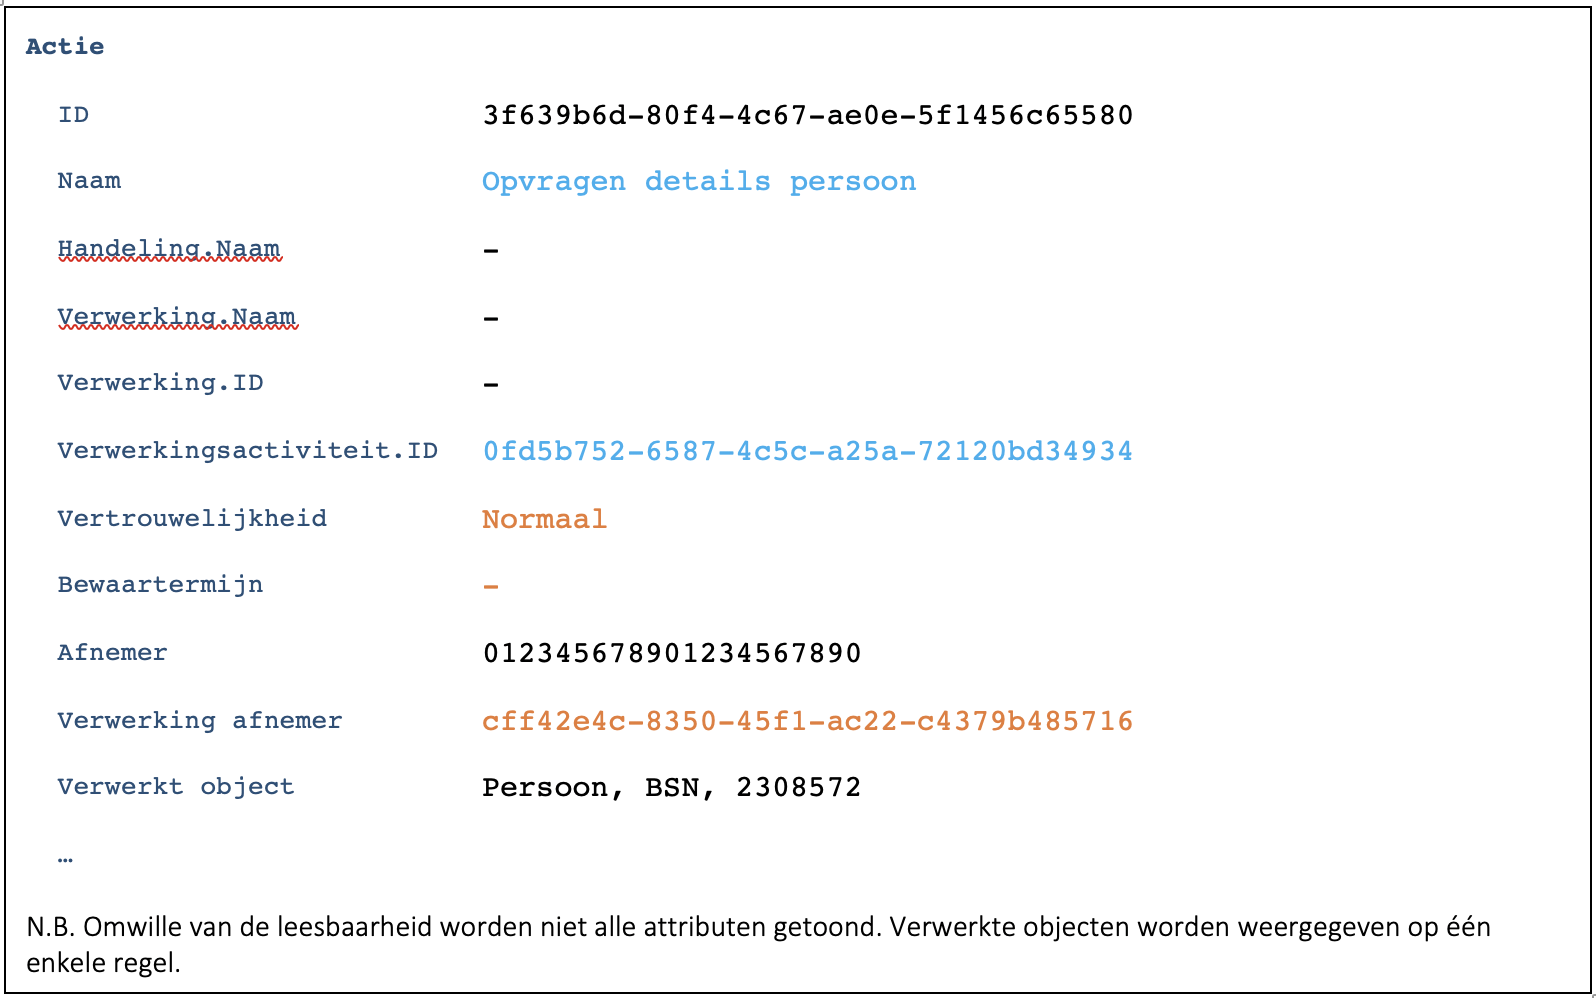 Actie
ID 3f639b6d-80f4-4c67-ae0e-5f1456c65580
Naam Opvragen details persoon
Handeling.Naam -
Verwerking.Naam -
Verwerking.ID -
Verwerkingsactiviteit.ID 0fd5b752-6587-4c5c-a25a-72120bd34934
Vertrouwelijkheid Normaal
Bewaartermijn -
Afnemer 012345678901234567890
Verwerking afnemer cff42e4c-8350-45f1-ac22-c4379b485716
Verwerkt object Persoon, BSN, 2308572
…
N.B. Omwille van de leesbaarheid worden niet alle attributen getoond. Verwerkte objecten worden weergegeven op één
enkele regel.